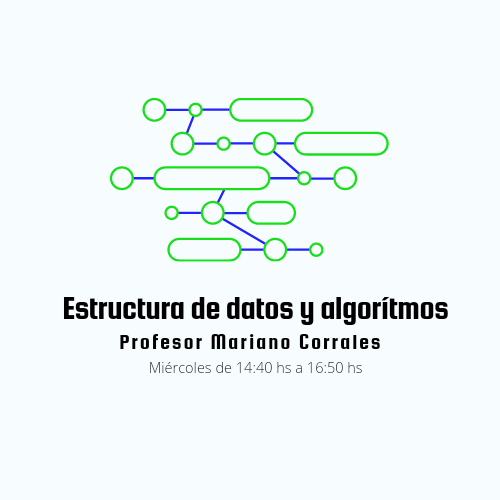 Estructura de datos y algorítmos
Profesor Mariano Corrales
Miércoles de 14:40 hs a 16:50 hs